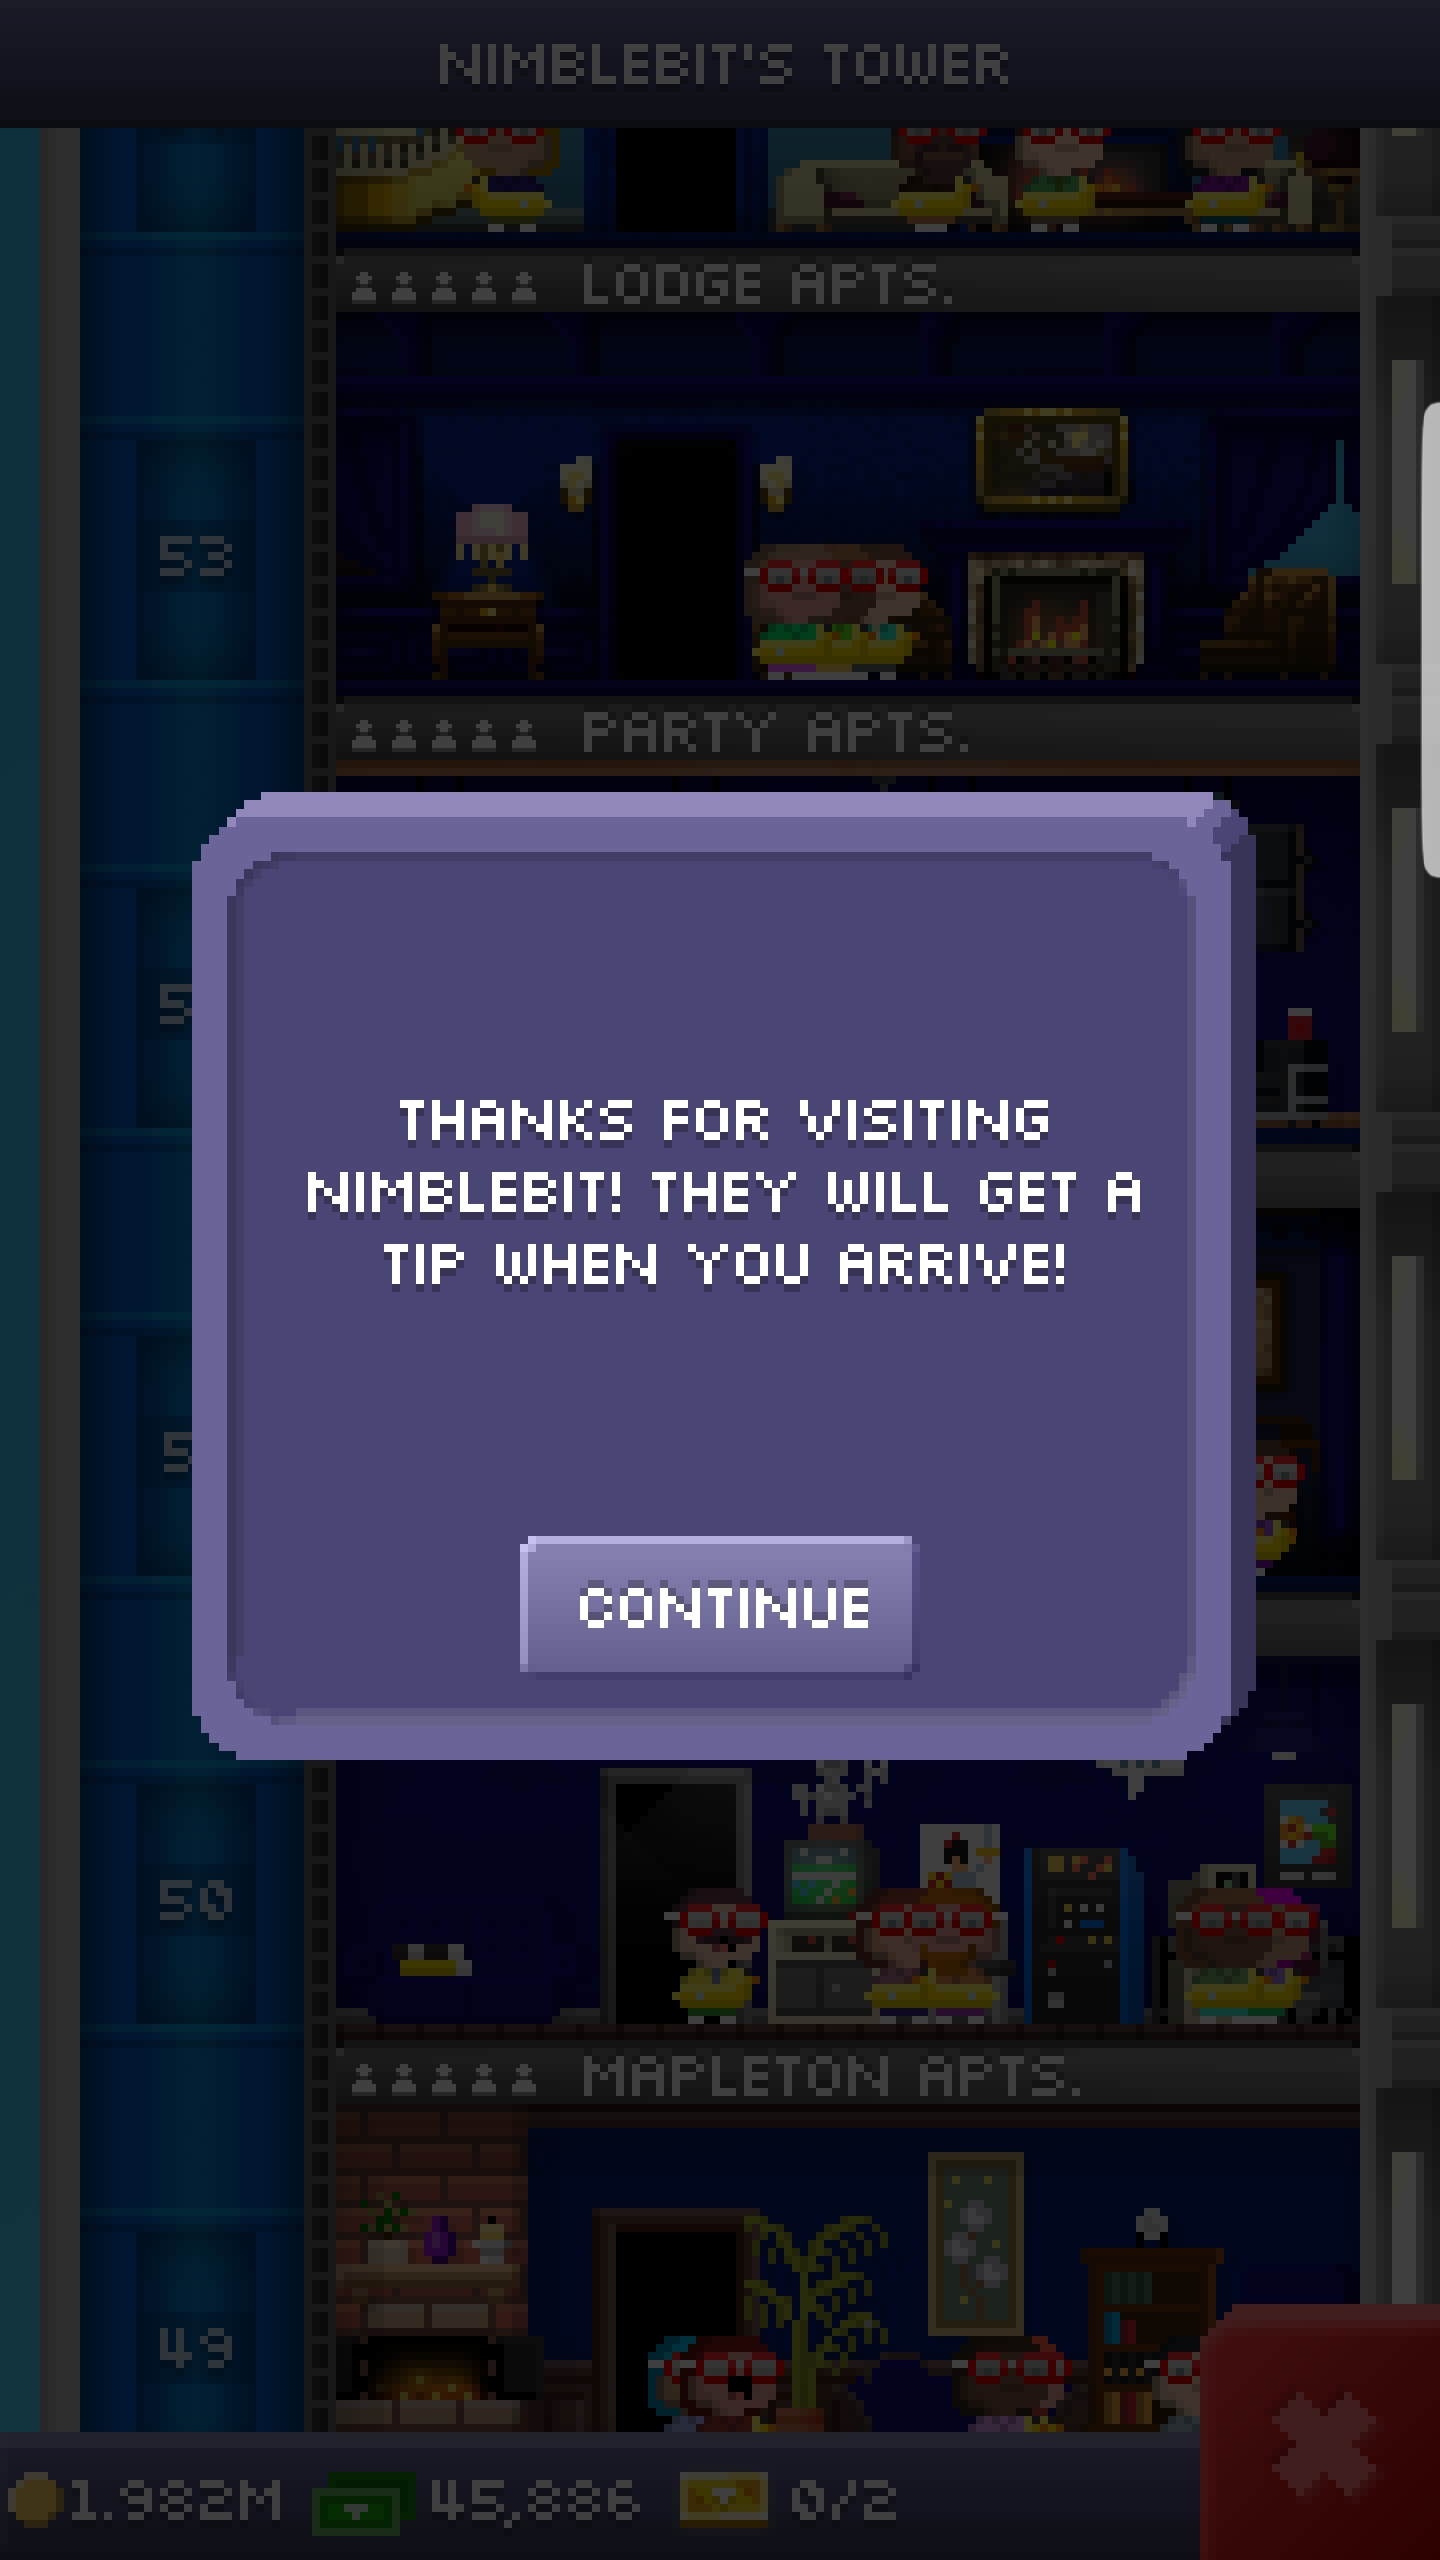 NIMBLEBIT'S TOWER
LODGE APTS.
53
PARTY APTS.
THANKS FOR VISITING
NIMBLEBIT! THEY WILL GET A
TIP WHEN YOU ARRIVE!
CONTINUE
50
MAPLETON APTS.
49
1.982M 45,886 0/2